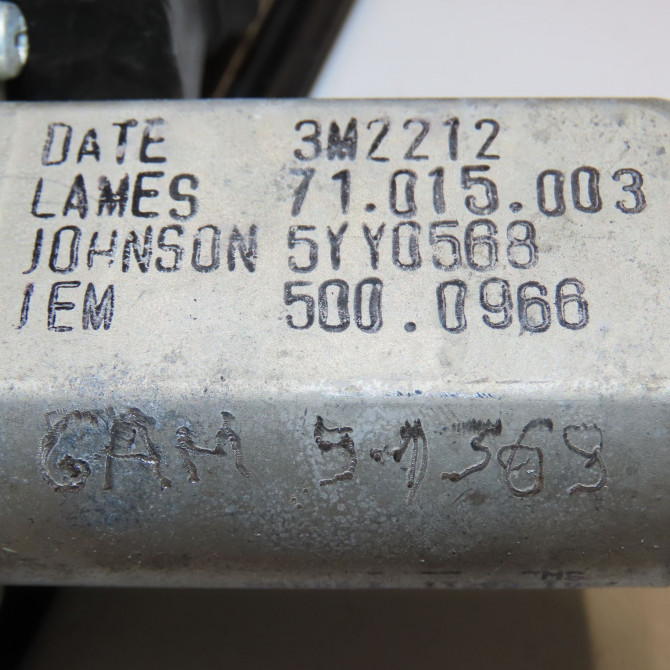 DATE 3M2212
LAMES 71.015.003
JOHNSON 5YY0568
IEM 500.0966